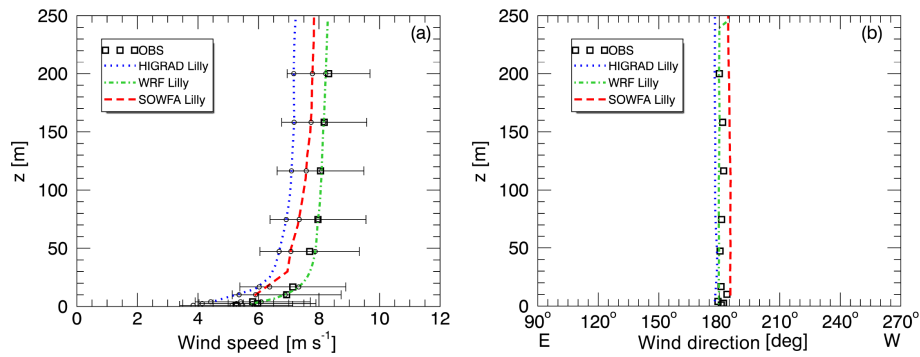 250
200
150
100
50
0
z [m]
(a)
OBS
HIGRAD Lilly
WRF Lilly
SOWFA Lilly
0 2 4 6 8 10 12
Wind speed [m s⁻¹]
250
200
150
100
50
0
z [m]
(b)
OBS
HIGRAD Lilly
WRF Lilly
SOWFA Lilly
90° 120° 150° 180° 210° 240° 270°
E Wind direction [deg] W